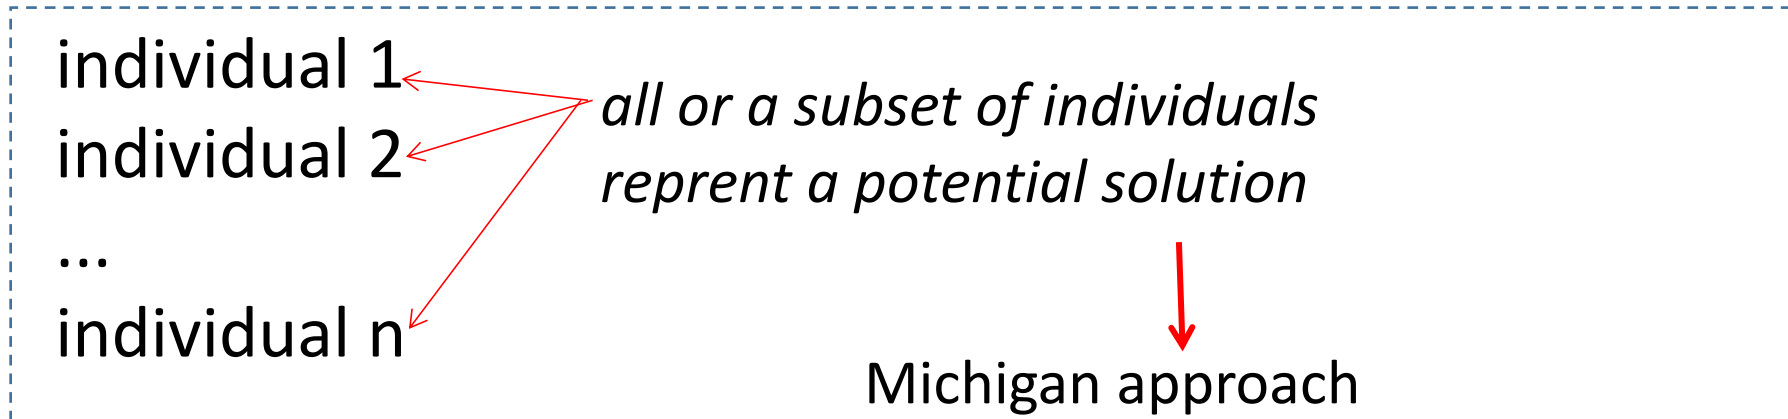 individual 1
all or a subset of individuals
individual 2
reprent a potential solution
...
individual n
Michigan approach